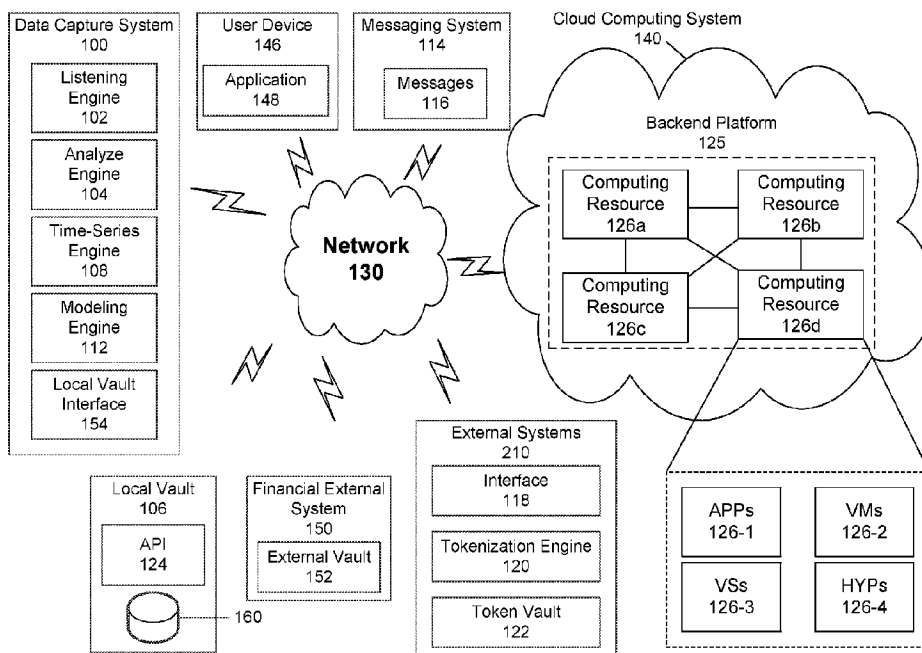 Data Capture System
100
Listening
Engine
102
Analyze
Engine
104
Time-Series
Engine
108
Modeling
Engine
112
Local Vault
Interface
154
User Device
146
Application
148
Messaging System
114
Messages
116
Cloud Computing System
140
Backend Platform
125
Computing
Resource
126a
Computing
Resource
126b
Computing
Resource
126c
Computing
Resource
126d
Network
130
Local Vault
106
API
124
160
Financial External
System
150
External Vault
152
External Systems
210
Interface
118
Tokenization Engine
120
Token Vault
122
APPs
126-1
VMs
126-2
VSs
126-3
HYPs
126-4